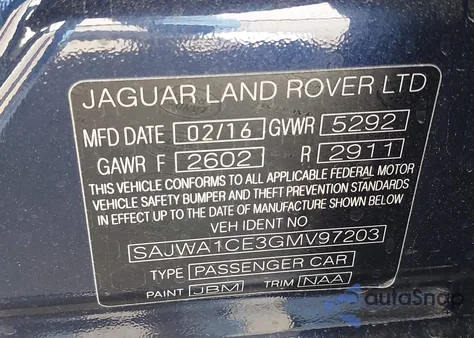 JAGUAR LAND ROVER LTD
MFD DATE 02/16 GVWR 5292
GAWR F 2602 R 2911
THIS VEHICLE CONFORMS TO ALL APPLICABLE FEDERAL MOTOR
VEHICLE SAFETY BUMPER AND THEFT PREVENTION STANDARDS
IN EFFECT UP TO THE DATE OF MANUFACTURE SHOWN BELOW
VEH IDENT NO
SAJWA1CE3GMV97203
TYPE PASSENGER CAR
PAINT JBM TRIM NAA
autaSnap